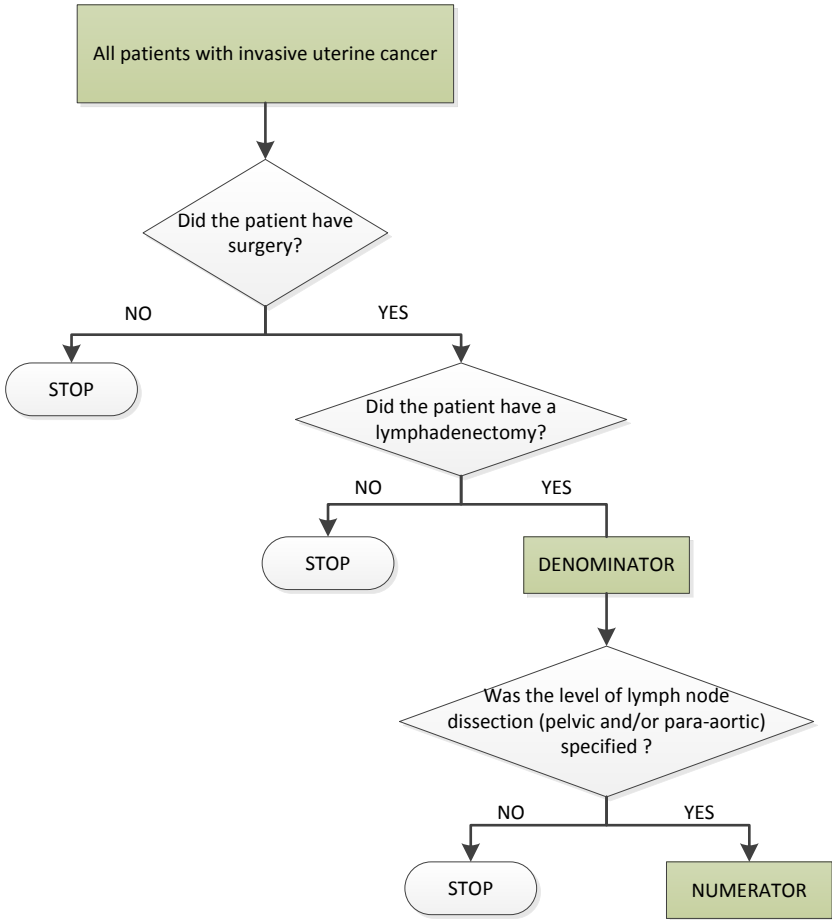 All patients with invasive uterine cancer
Did the patient have
surgery?
NO
YES
STOP
Did the patient have a
lymphadenectomy?
NO
YES
STOP
DENOMINATOR
Was the level of lymph node
dissection (pelvic and/or para-aortic)
specified ?
NO
YES
STOP
NUMERATOR